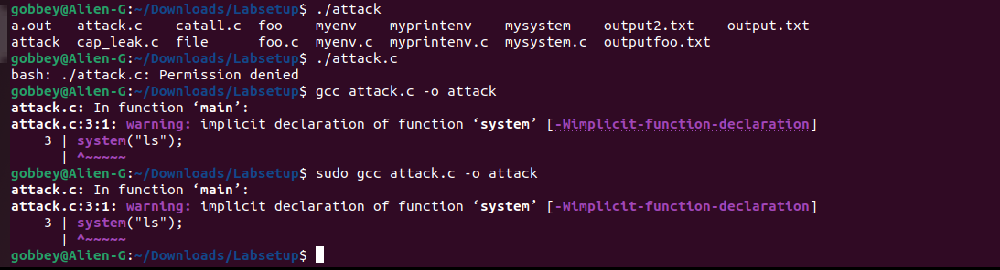 gobbey@Alien-G:~/Downloads/Labsetup$ ./attack
a.out   attack.c    catall.c  foo    myenv    myprintenv    mysystem    output2.txt    output.txt
attack  cap_leak.c  file      foo.c  myenv.c  myprintenv.c  mysystem.c  outputfoo.txt
gobbey@Alien-G:~/Downloads/Labsetup$ ./attack.c
bash: ./attack.c: Permission denied
gobbey@Alien-G:~/Downloads/Labsetup$ gcc attack.c -o attack
attack.c: In function ‘main’:
attack.c:3:1: warning: implicit declaration of function ‘system’ [-Wimplicit-function-declaration]
    3 | system("ls");
      | ^~~~~~
gobbey@Alien-G:~/Downloads/Labsetup$ sudo gcc attack.c -o attack
attack.c: In function ‘main’:
attack.c:3:1: warning: implicit declaration of function ‘system’ [-Wimplicit-function-declaration]
    3 | system("ls");
      | ^~~~~~
gobbey@Alien-G:~/Downloads/Labsetup$